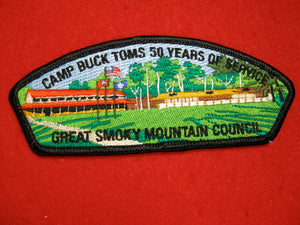 CAMP BUCK TOMS 50 YEARS OF SERVICE
GREAT SMOKY MOUNTAIN COUNCIL